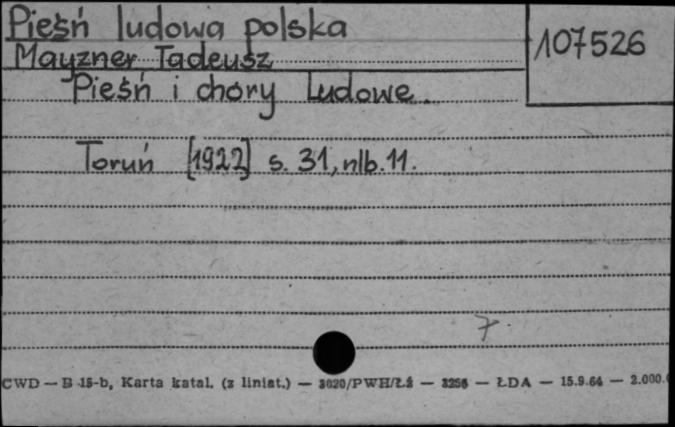 Pieśń ludowa polska
107526
Mayzner Tadeusz
Pieśń i chóry Ludowe.
Toruń [1922] s. 31, nlb. 11.
7.
CWD — B 15-b, Karta katal. (z liniat.) — 3020/PWH/Łź — 3256 — ŁDA — 15.9.64 — 2.000.